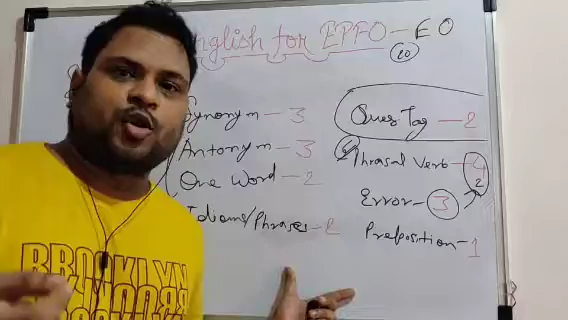 English for EPFO - EO
20
Synonym - 3
Antonym - 3
One Word - 2
Idioms/Phrases - 2
Ques Tag - 2
Phrasal Verb - 4
2
Error - 3
Preposition - 1
BROOKLYN